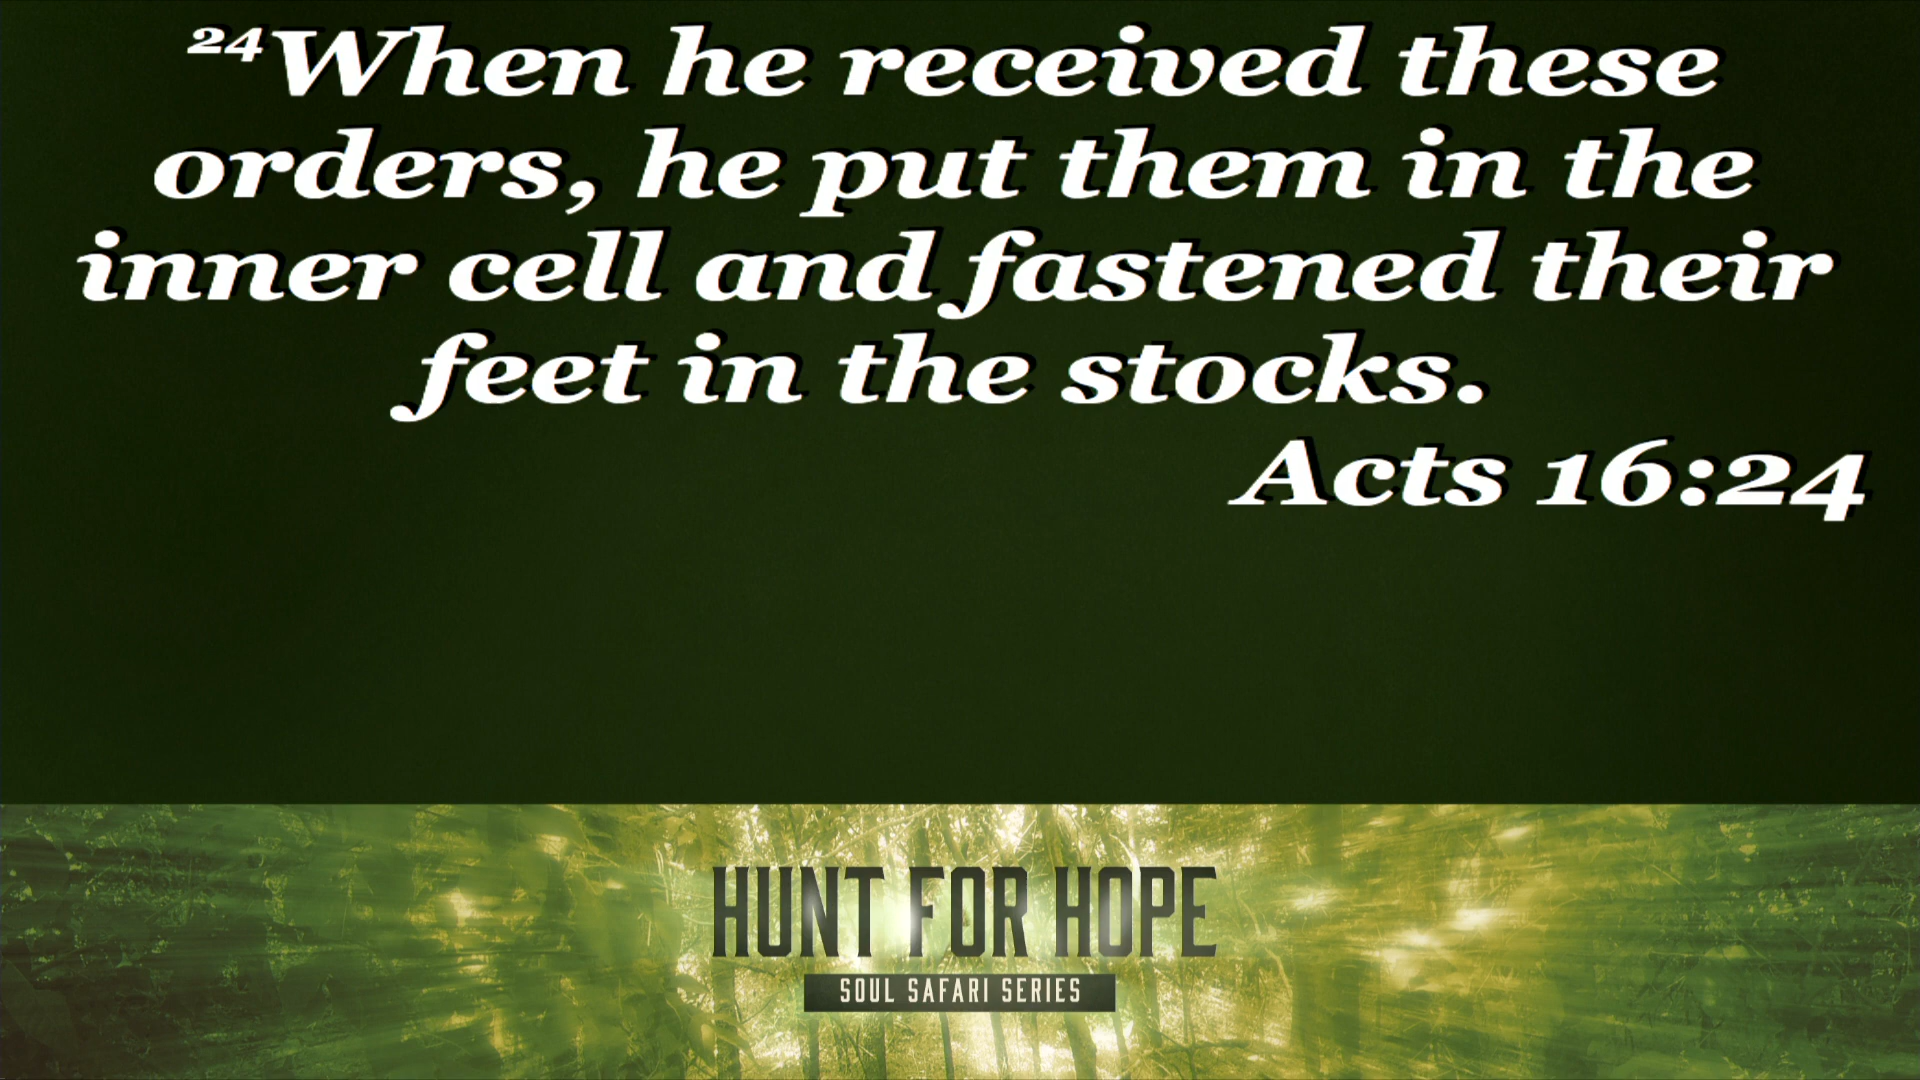 ²⁴When he received these
orders, he put them in the
inner cell and fastened their
feet in the stocks.
Acts 16:24
HUNT FOR HOPE
SOUL SAFARI SERIES